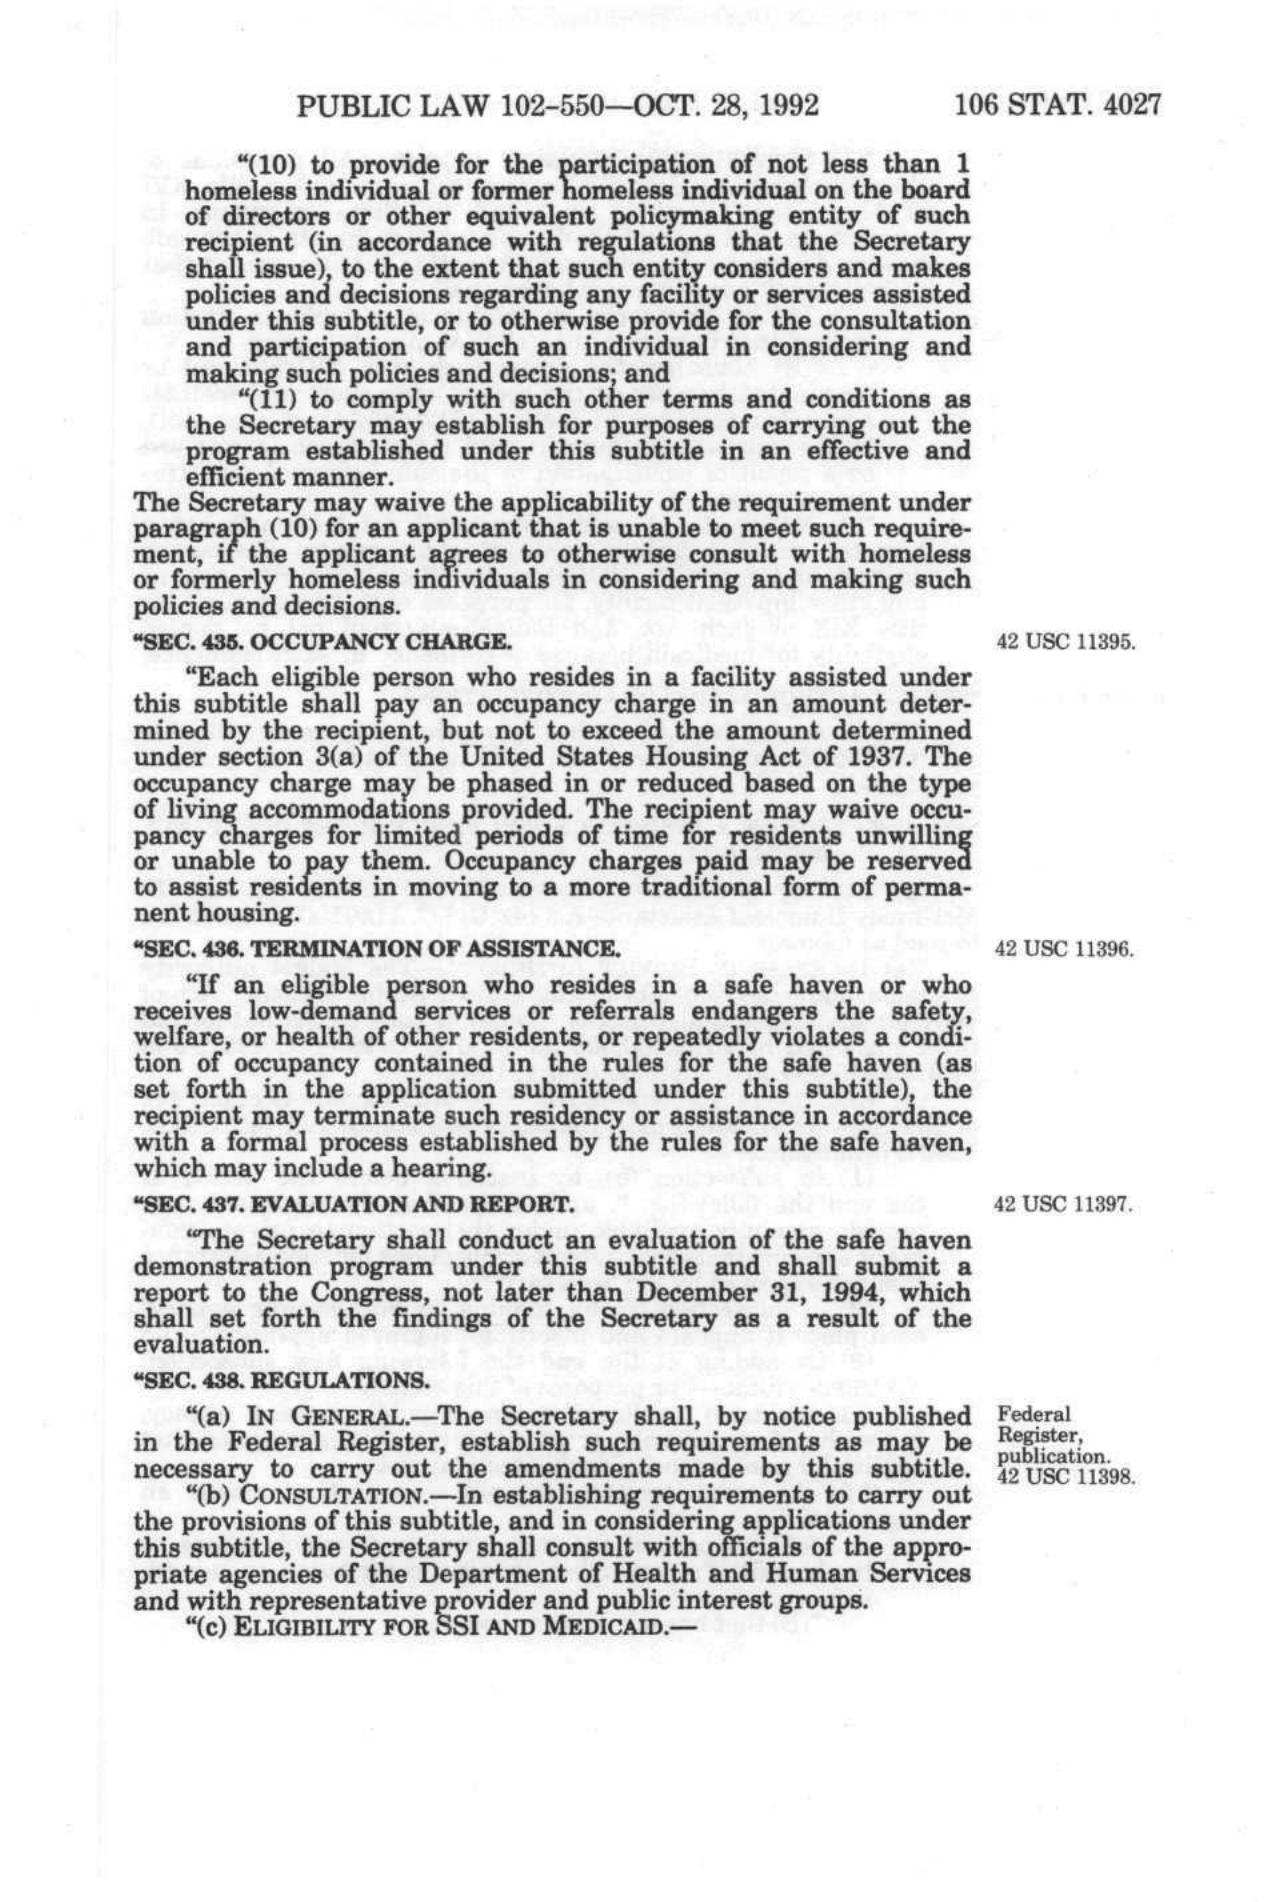 PUBLIC LAW 102–550—OCT. 28, 1992 106 STAT. 4027
“(10) to provide for the participation of not less than 1
homeless individual or former homeless individual on the board
of directors or other equivalent policymaking entity of such
recipient (in accordance with regulations that the Secretary
shall issue), to the extent that such entity considers and makes
policies and decisions regarding any facility or services assisted
under this subtitle, or to otherwise provide for the consultation
and participation of such an individual in considering and
making such policies and decisions; and
“(11) to comply with such other terms and conditions as
the Secretary may establish for purposes of carrying out the
program established under this subtitle in an effective and
efficient manner.
The Secretary may waive the applicability of the requirement under
paragraph (10) for an applicant that is unable to meet such require-
ment, if the applicant agrees to otherwise consult with homeless
or formerly homeless individuals in considering and making such
policies and decisions.
“SEC. 435. OCCUPANCY CHARGE. 42 USC 11395.
“Each eligible person who resides in a facility assisted under
this subtitle shall pay an occupancy charge in an amount deter-
mined by the recipient, but not to exceed the amount determined
under section 3(a) of the United States Housing Act of 1937. The
occupancy charge may be phased in or reduced based on the type
of living accommodations provided. The recipient may waive occu-
pancy charges for limited periods of time for residents unwilling
or unable to pay them. Occupancy charges paid may be reserved
to assist residents in moving to a more traditional form of perma-
nent housing.
“SEC. 436. TERMINATION OF ASSISTANCE. 42 USC 11396.
“If an eligible person who resides in a safe haven or who
receives low-demand services or referrals endangers the safety,
welfare, or health of other residents, or repeatedly violates a condi-
tion of occupancy contained in the rules for the safe haven (as
set forth in the application submitted under this subtitle), the
recipient may terminate such residency or assistance in accordance
with a formal process established by the rules for the safe haven,
which may include a hearing.
“SEC. 437. EVALUATION AND REPORT. 42 USC 11397.
“The Secretary shall conduct an evaluation of the safe haven
demonstration program under this subtitle and shall submit a
report to the Congress, not later than December 31, 1994, which
shall set forth the findings of the Secretary as a result of the
evaluation.
“SEC. 438. REGULATIONS.
“(a) IN GENERAL.—The Secretary shall, by notice published
in the Federal Register, establish such requirements as may be
necessary to carry out the amendments made by this subtitle.
Federal
Register,
publication.
42 USC 11398.
“(b) CONSULTATION.—In establishing requirements to carry out
the provisions of this subtitle, and in considering applications under
this subtitle, the Secretary shall consult with officials of the appro-
priate agencies of the Department of Health and Human Services
and with representative provider and public interest groups.
“(c) ELIGIBILITY FOR SSI AND MEDICAID.—